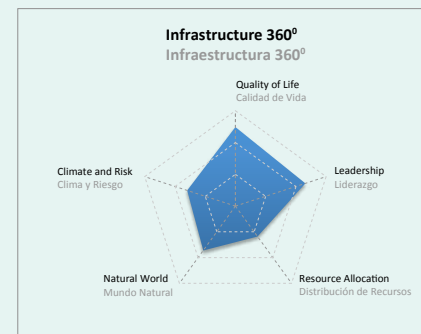 Infrastructure 360⁰
Infraestructura 360⁰
Quality of Life
Calidad de Vida
Climate and Risk
Clima y Riesgo
Leadership
Liderazgo
Natural World
Mundo Natural
Resource Allocation
Distribución de Recursos